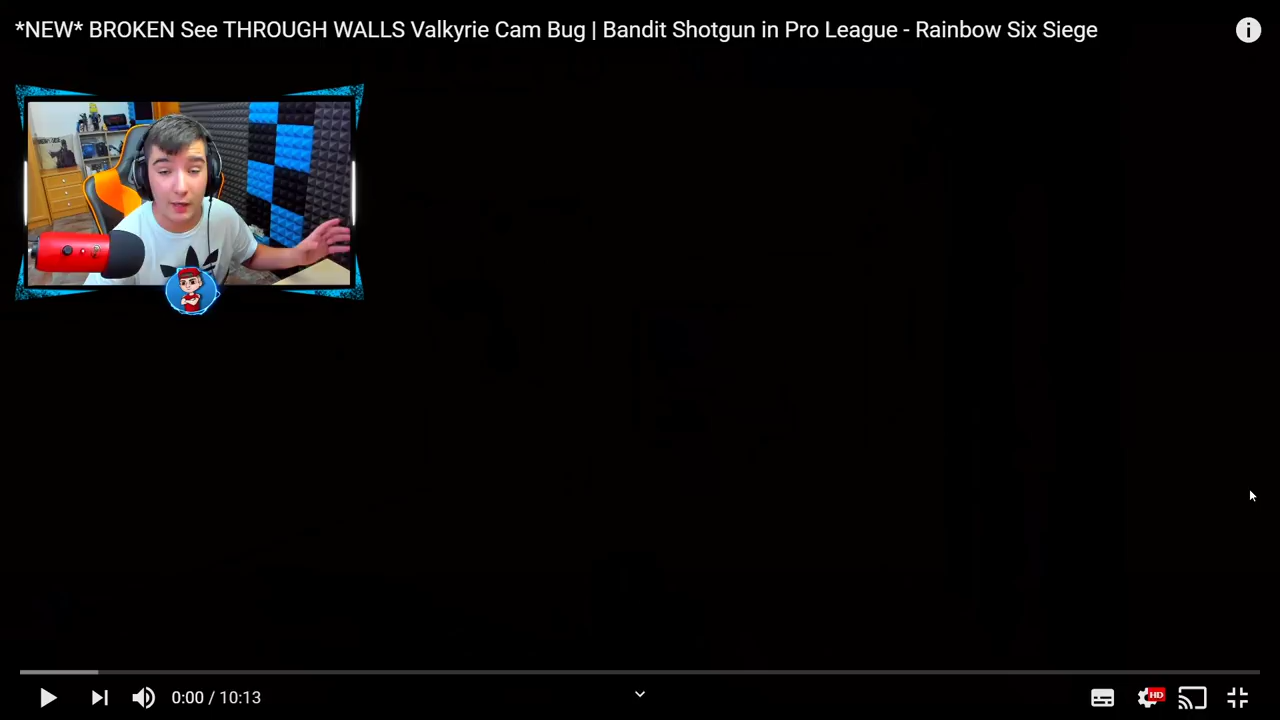 *NEW* BROKEN See THROUGH WALLS Valkyrie Cam Bug | Bandit Shotgun in Pro League - Rainbow Six Siege
0:00 / 10:13
HD